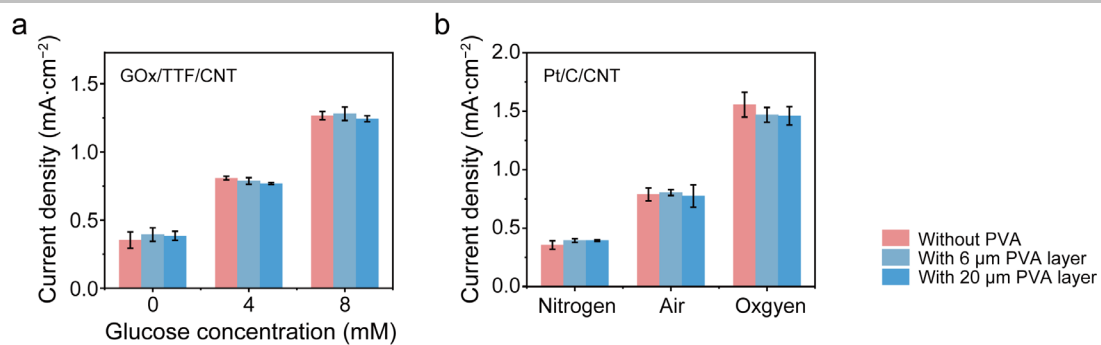 a
GOx/TTF/CNT
Current density (mA·cm⁻²)
1.5
1.0
0.5
0.0
0 4 8
Glucose concentration (mM)
b
Pt/C/CNT
Current density (mA·cm⁻²)
2.0
1.5
1.0
0.5
0.0
Nitrogen Air Oxgyen
Without PVA
With 6 μm PVA layer
With 20 μm PVA layer